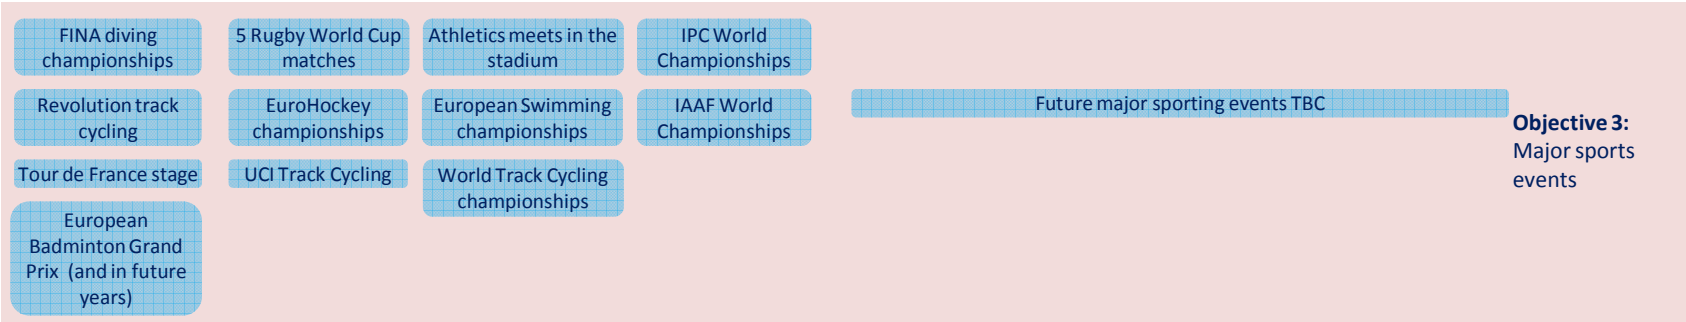 FINA diving
championships
5 Rugby World Cup
matches
Athletics meets in the
stadium
IPC World
Championships
Revolution track
cycling
EuroHockey
championships
European Swimming
championships
IAAF World
Championships
Future major sporting events TBC
Objective 3:
Major sports
events
Tour de France stage
UCI Track Cycling
World Track Cycling
championships
European
Badminton Grand
Prix (and in future
years)